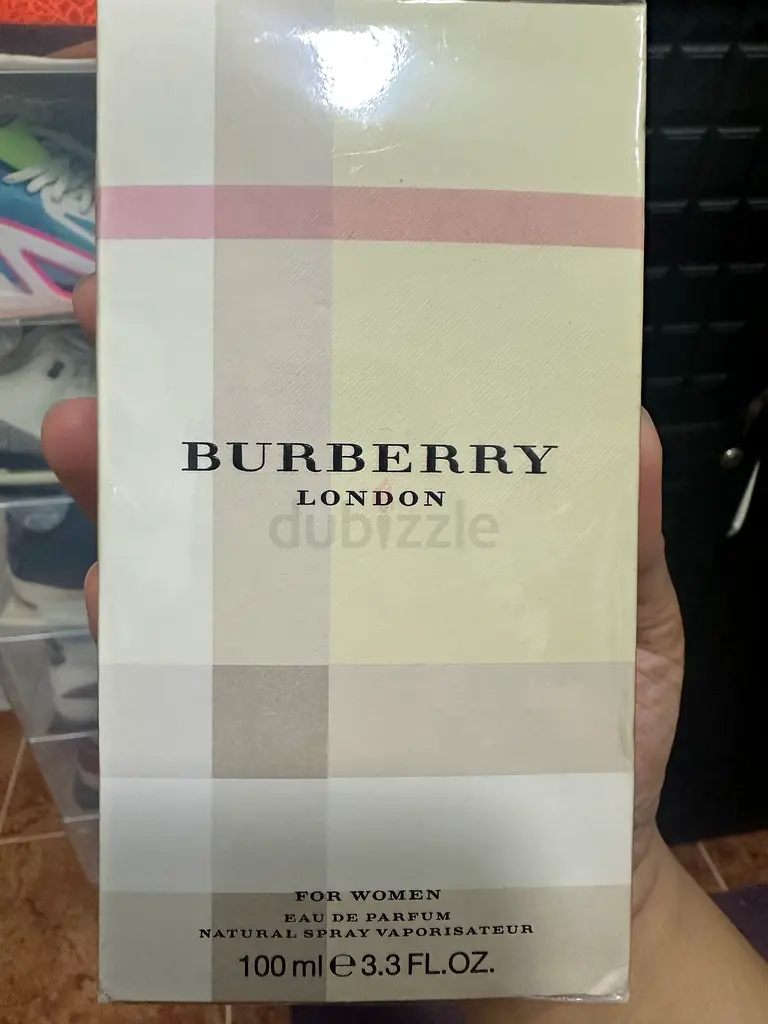 BURBERRY
LONDON
dubizzle
FOR WOMEN
EAU DE PARFUM
NATURAL SPRAY VAPORISATEUR
100 ml ℮ 3.3 FL.OZ.